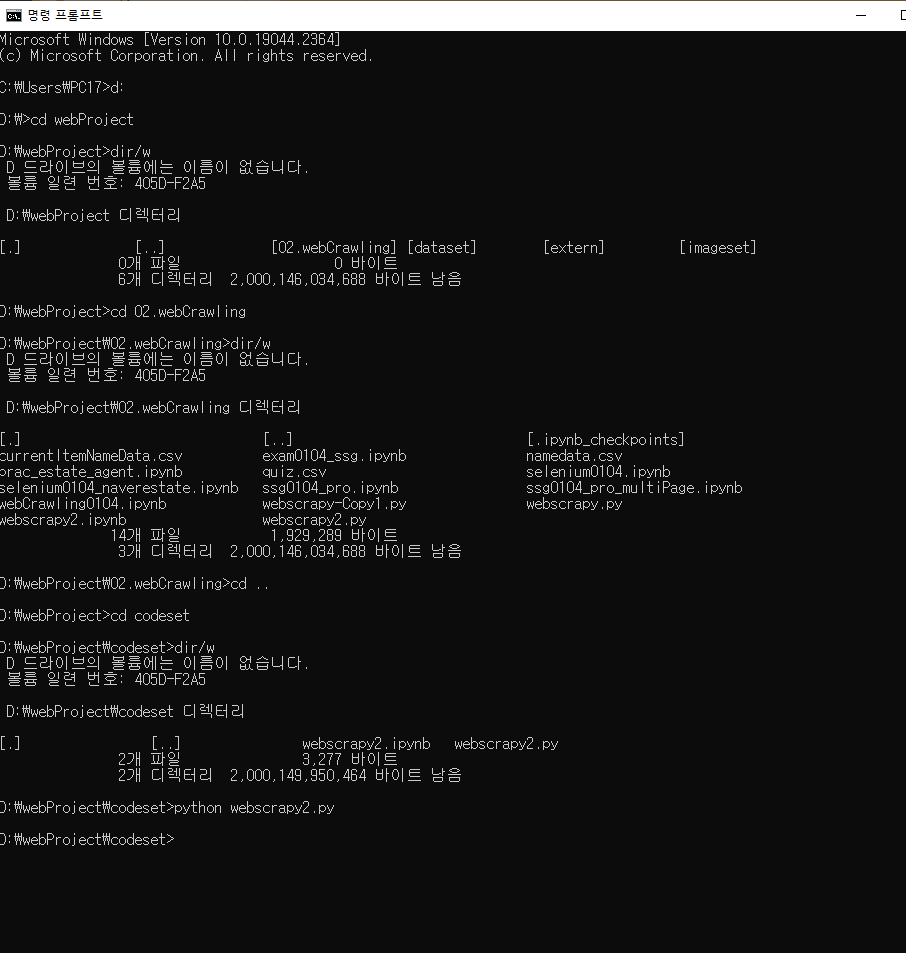 명령 프롬프트
Microsoft Windows [Version 10.0.19044.2364]
(c) Microsoft Corporation. All rights reserved.
C:₩Users₩PC17>d:
D:₩>cd webProject
D:₩webProject>dir/w
D 드라이브의 볼륨에는 이름이 없습니다.
볼륨 일련 번호: 405D-F2A5
D:₩webProject 디렉터리
[.] [..] [02.webCrawling] [dataset] [extern] [imageset]
0개 파일 0 바이트
6개 디렉터리 2,000,146,034,688 바이트 남음
D:₩webProject>cd 02.webCrawling
D:₩webProject₩02.webCrawling>dir/w
D 드라이브의 볼륨에는 이름이 없습니다.
볼륨 일련 번호: 405D-F2A5
D:₩webProject₩02.webCrawling 디렉터리
[.] [..] [.ipynb_checkpoints]
currentItemNameData.csv exam0104_ssg.ipynb namedata.csv
prac_estate_agent.ipynb quiz.csv selenium0104.ipynb
selenium0104_naverestate.ipynb ssg0104_pro.ipynb ssg0104_pro_multiPage.ipynb
webCrawling0104.ipynb webscrapy-Copy1.py webscrapy.py
webscrapy2.ipynb webscrapy2.py
14개 파일 1,929,289 바이트
3개 디렉터리 2,000,146,034,688 바이트 남음
D:₩webProject₩02.webCrawling>cd ..
D:₩webProject>cd codeset
D:₩webProject₩codeset>dir/w
D 드라이브의 볼륨에는 이름이 없습니다.
볼륨 일련 번호: 405D-F2A5
D:₩webProject₩codeset 디렉터리
[.] [..] webscrapy2.ipynb webscrapy2.py
2개 파일 3,277 바이트
2개 디렉터리 2,000,149,950,464 바이트 남음
D:₩webProject₩codeset>python webscrapy2.py
D:₩webProject₩codeset>